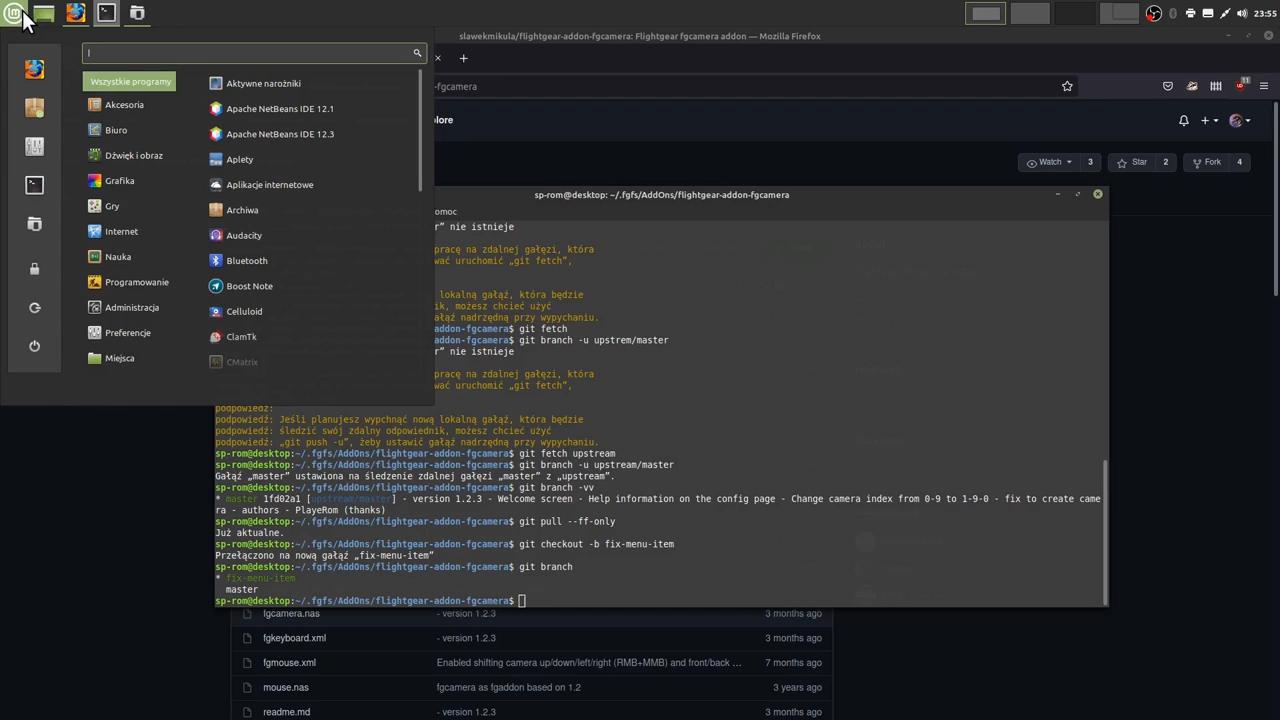 23:55
slawekmikula/flightgear-addon-fgcamera: Flightgear fgcamera addon — Mozilla Firefox
-fgcamera
11
plore
Watch 3
Star 2
Fork 4
Wszystkie programy
Akcesoria
Biuro
Dźwięk i obraz
Grafika
Gry
Internet
Nauka
Programowanie
Administracja
Preferencje
Miejsca
Aktywne narożniki
Apache NetBeans IDE 12.1
Apache NetBeans IDE 12.3
Aplety
Aplikacje internetowe
Archiwa
Audacity
Bluetooth
Boost Note
Celluloid
ClamTk
CMatrix
sp-rom@desktop: ~/.fgfs/AddOns/flightgear-addon-fgcamera
omoc
r” nie istnieje
pracę na zdalnej gałęzi, która
wać uruchomić „git fetch”,
lokalną gałąź, która będzie
ik, możesz chcieć użyć
gałąź nadrzędną przy wypychaniu.
addon-fgcamera$ git fetch
addon-fgcamera$ git branch -u upstrem/master
r” nie istnieje
pracę na zdalnej gałęzi, która
wać uruchomić „git fetch”,
podpowiedź:
podpowiedź: Jeśli planujesz wypchnąć nową lokalną gałąź, która będzie
podpowiedź: śledzić swój zdalny odpowiednik, możesz chcieć użyć
podpowiedź: „git push -u”, żeby ustawić gałąź nadrzędną przy wypychaniu.
sp-rom@desktop:~/.fgfs/AddOns/flightgear-addon-fgcamera$ git fetch upstream
sp-rom@desktop:~/.fgfs/AddOns/flightgear-addon-fgcamera$ git branch -u upstream/master
Gałąź „master” ustawiona na śledzenie zdalnej gałęzi „master” z „upstream”.
sp-rom@desktop:~/.fgfs/AddOns/flightgear-addon-fgcamera$ git branch -vv
* master 1fd02a1 [upstream/master] - version 1.2.3 - Welcome screen - Help information on the config page - Change camera index from 0-9 to 1-9-0 - fix to create came
ra - authors - PlayeRom (thanks)
sp-rom@desktop:~/.fgfs/AddOns/flightgear-addon-fgcamera$ git pull --ff-only
Już aktualne.
sp-rom@desktop:~/.fgfs/AddOns/flightgear-addon-fgcamera$ git checkout -b fix-menu-item
Przełączono na nową gałąź „fix-menu-item”
sp-rom@desktop:~/.fgfs/AddOns/flightgear-addon-fgcamera$ git branch
* fix-menu-item
master
sp-rom@desktop:~/.fgfs/AddOns/flightgear-addon-fgcamera$
fgcamera.nas - version 1.2.3 3 months ago
fgkeyboard.xml - version 1.2.3 3 months ago
fgmouse.xml Enabled shifting camera up/down/left/right (RMB+MMB) and front/back … 7 months ago
mouse.nas fgcamera as fgaddon based on 1.2 3 years ago
readme.md - version 1.2.3 3 months ago